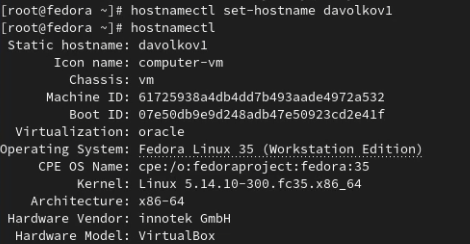 [root@fedora ~]# hostnamectl set-hostname davolkov1
[root@fedora ~]# hostnamectl
Static hostname: davolkov1
Icon name: computer-vm
Chassis: vm
Machine ID: 61725938a4db4dd7b493aade4972a532
Boot ID: 07e50db9e9d248adb47e50923cd2e41f
Virtualization: oracle
Operating System: Fedora Linux 35 (Workstation Edition)
CPE OS Name: cpe:/o:fedoraproject:fedora:35
Kernel: Linux 5.14.10-300.fc35.x86_64
Architecture: x86-64
Hardware Vendor: innotek GmbH
Hardware Model: VirtualBox